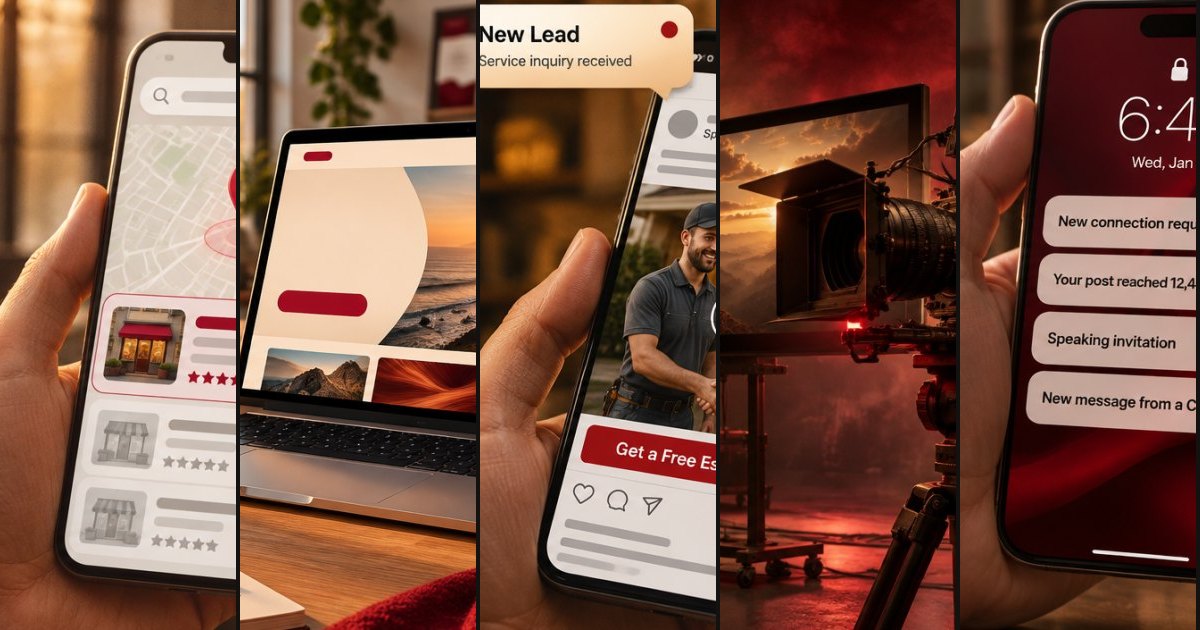 New Lead
Service inquiry received
Sp
Get a Free Es
6:4
Wed, Jan
New connection requ
Your post reached 12,4
Speaking invitation
New message from a C